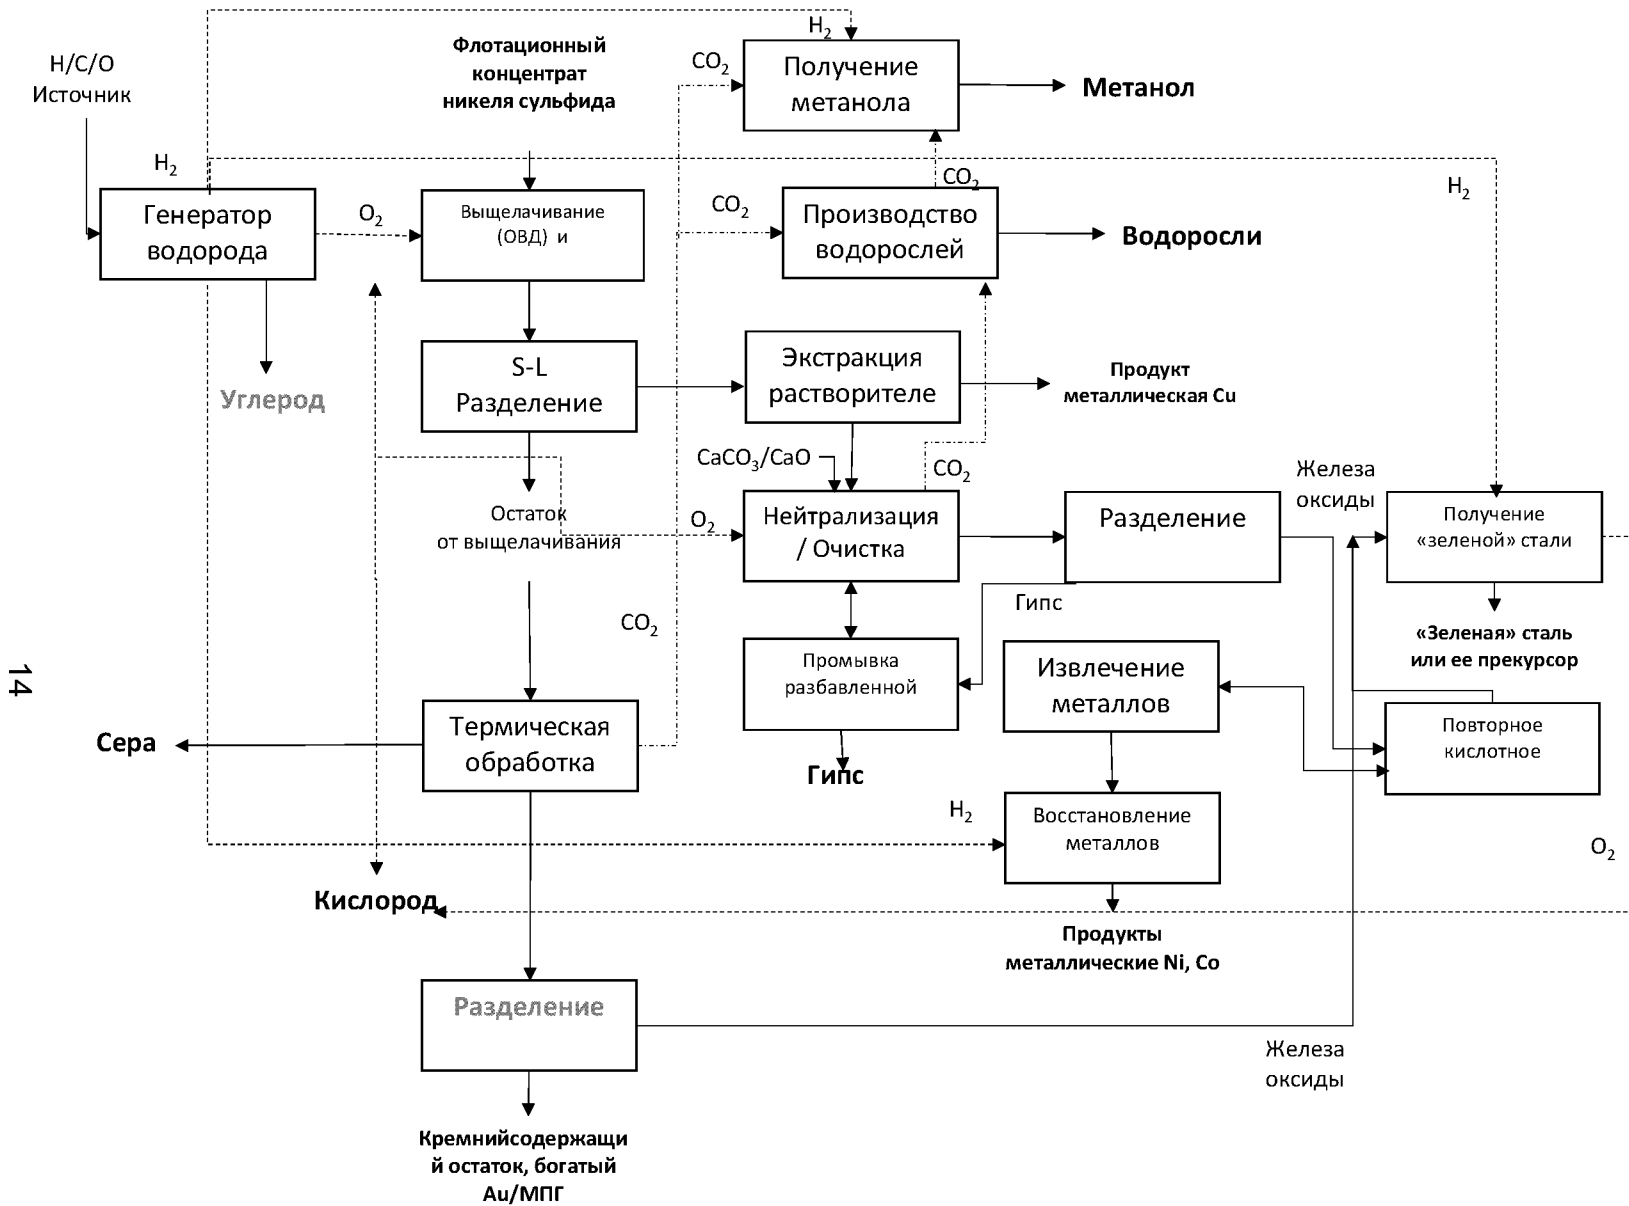 H₂
Флотационный
концентрат
никеля сульфида
H/C/O
Источник
CO₂
Получение
метанола
Метанол
H₂
CO₂
H₂
Генератор
водорода
O₂
Выщелачивание
(ОВД) и
CO₂
Производство
водорослей
Водоросли
Углерод
S-L
Разделение
Экстракция
растворителе
Продукт
металлическая Cu
CaCO₃/CaO
CO₂
Железа
оксиды
Остаток
от выщелачивания
O₂
Нейтрализация
/ Очистка
Разделение
Получение
«зеленой» стали
Гипс
CO₂
«Зеленая» сталь
или ее прекурсор
14
Промывка
разбавленной
Извлечение
металлов
Сера
Термическая
обработка
Повторное
кислотное
Гипс
H₂
Восстановление
металлов
O₂
Кислород
Продукты
металлические Ni, Co
Разделение
Железа
оксиды
Кремнийсодержащи
й остаток, богатый
Au/МПГ